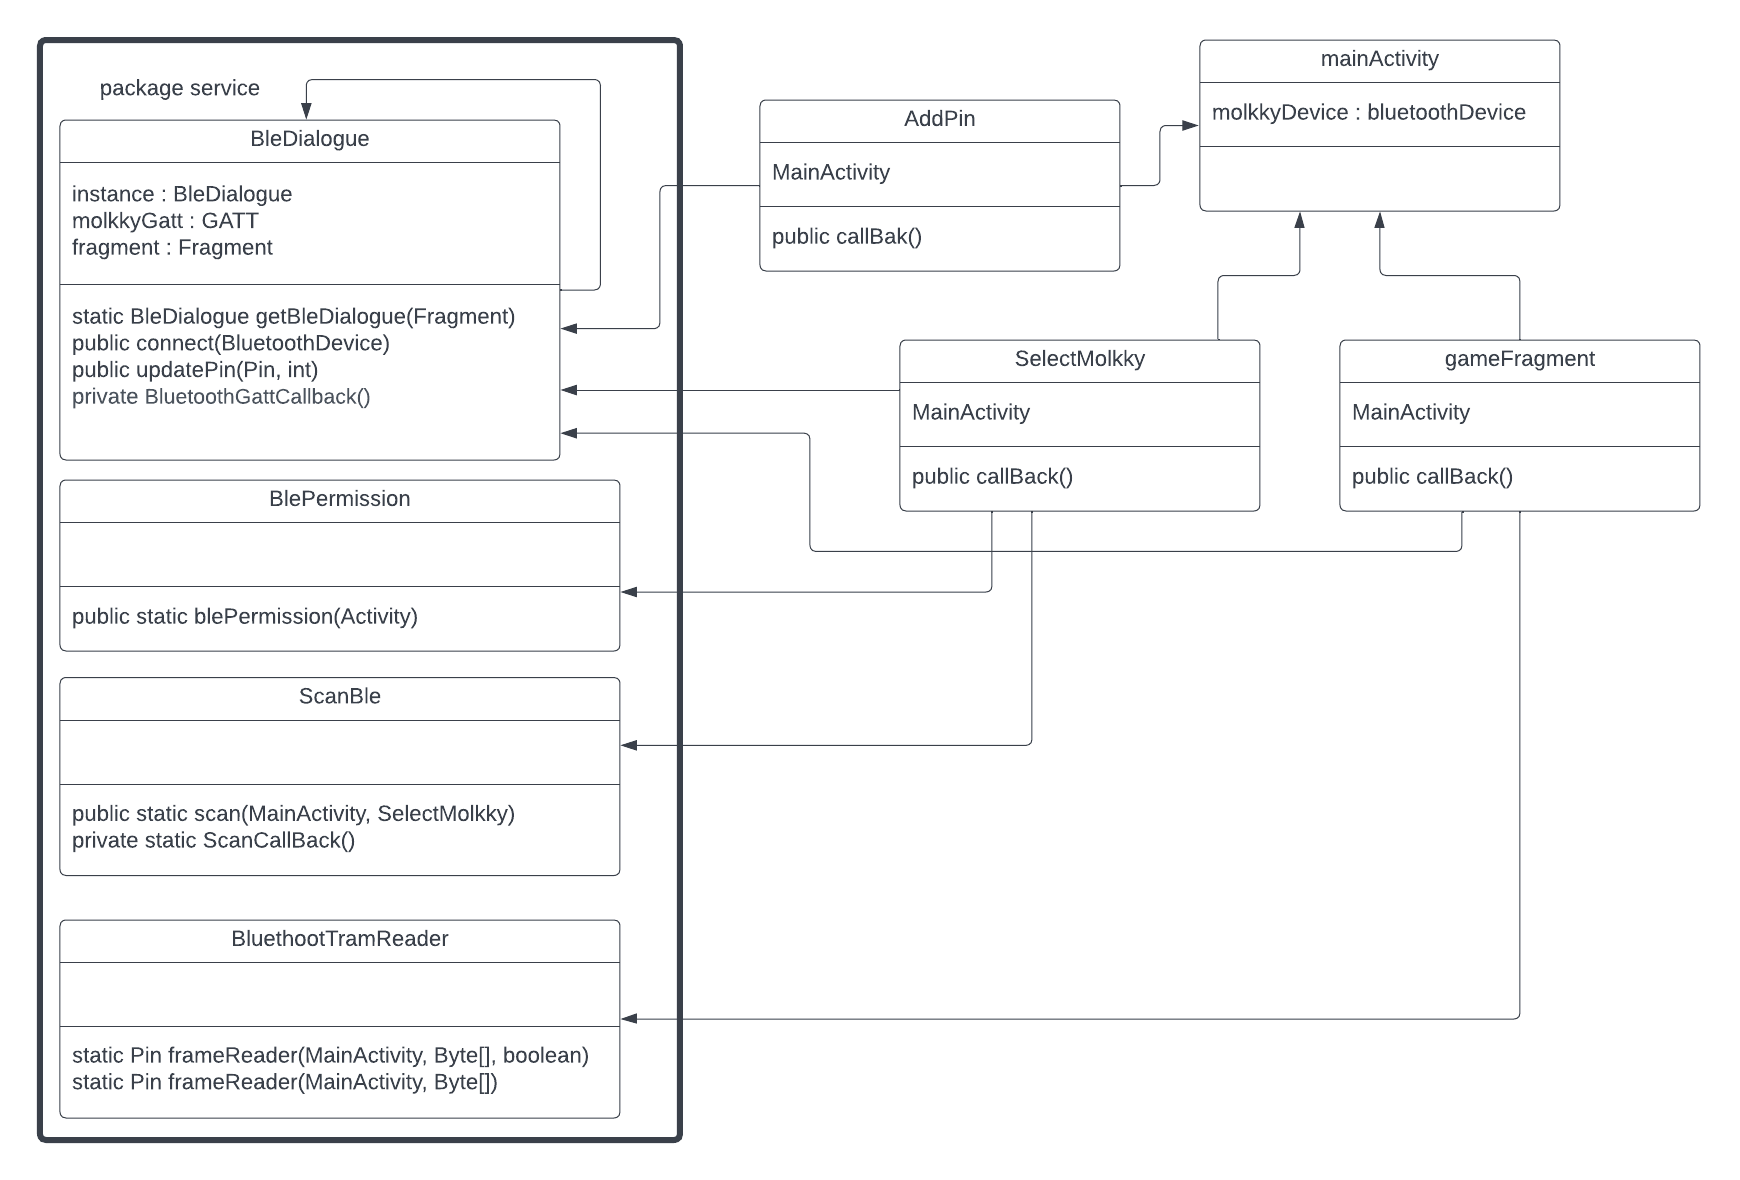 package service
BleDialogue
instance : BleDialogue
molkkyGatt : GATT
fragment : Fragment
static BleDialogue getBleDialogue(Fragment)
public connect(BluetoothDevice)
public updatePin(Pin, int)
private BluetoothGattCallback()
BlePermission
public static blePermission(Activity)
ScanBle
public static scan(MainActivity, SelectMolkky)
private static ScanCallBack()
BluethootTramReader
static Pin frameReader(MainActivity, Byte[], boolean)
static Pin frameReader(MainActivity, Byte[])
AddPin
MainActivity
public callBak()
mainActivity
molkkyDevice : bluetoothDevice
SelectMolkky
MainActivity
public callBack()
gameFragment
MainActivity
public callBack()